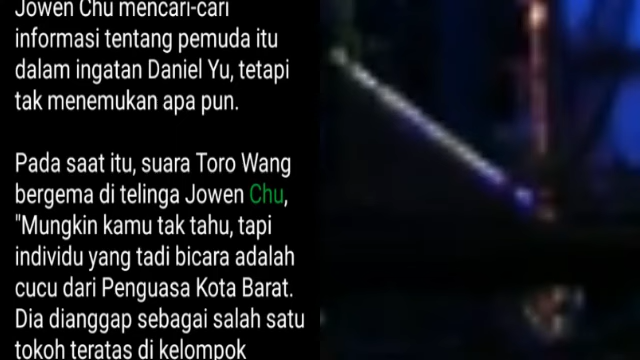 Jowen Chu mencari-cari
informasi tentang pemuda itu
dalam ingatan Daniel Yu, tetapi
tak menemukan apa pun.
Pada saat itu, suara Toro Wang
bergema di telinga Jowen Chu,
"Mungkin kamu tak tahu, tapi
individu yang tadi bicara adalah
cucu dari Penguasa Kota Barat.
Dia dianggap sebagai salah satu
tokoh teratas di kelompok